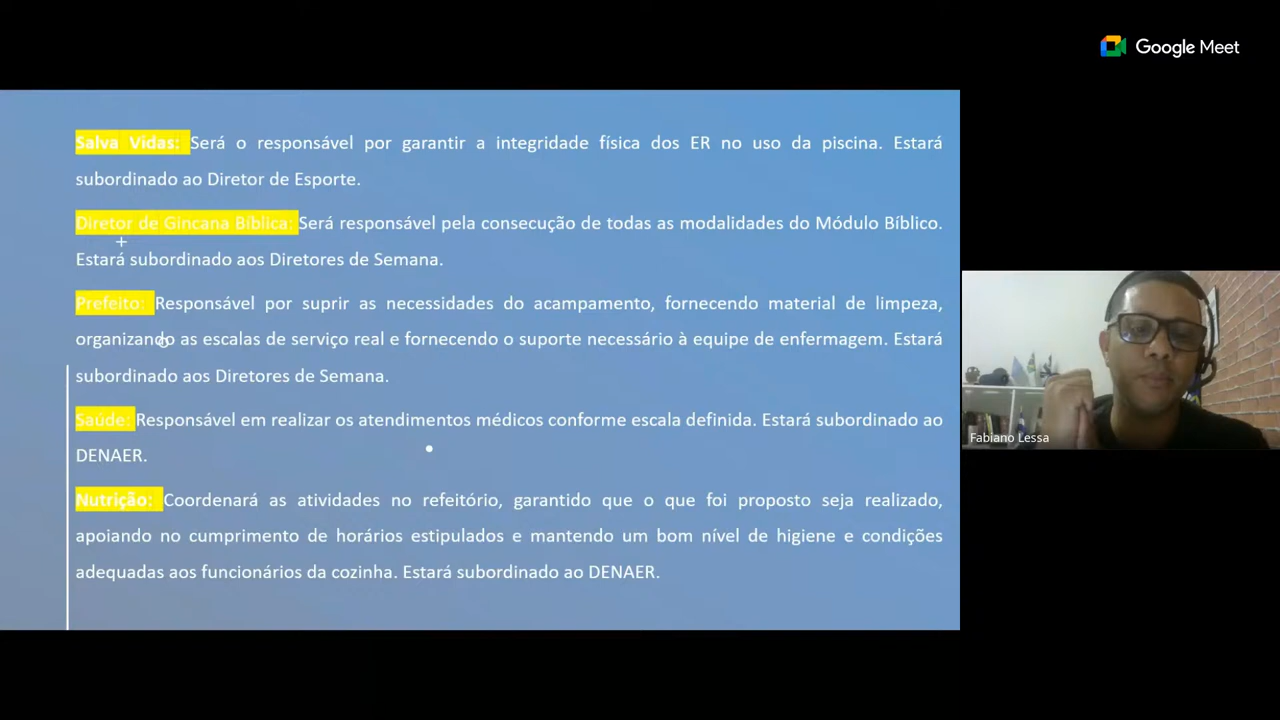 Google Meet
Salva Vidas: Será o responsável por garantir a integridade física dos ER no uso da piscina. Estará
subordinado ao Diretor de Esporte.
Diretor de Gincana Bíblica: Será responsável pela consecução de todas as modalidades do Módulo Bíblico.
Estará subordinado aos Diretores de Semana.
Prefeito: Responsável por suprir as necessidades do acampamento, fornecendo material de limpeza,
organizando as escalas de serviço real e fornecendo o suporte necessário à equipe de enfermagem. Estará
subordinado aos Diretores de Semana.
Saúde: Responsável em realizar os atendimentos médicos conforme escala definida. Estará subordinado ao
DENAER.
Nutrição: Coordenará as atividades no refeitório, garantido que o que foi proposto seja realizado,
apoiando no cumprimento de horários estipulados e mantendo um bom nível de higiene e condições
adequadas aos funcionários da cozinha. Estará subordinado ao DENAER.
Fabiano Lessa